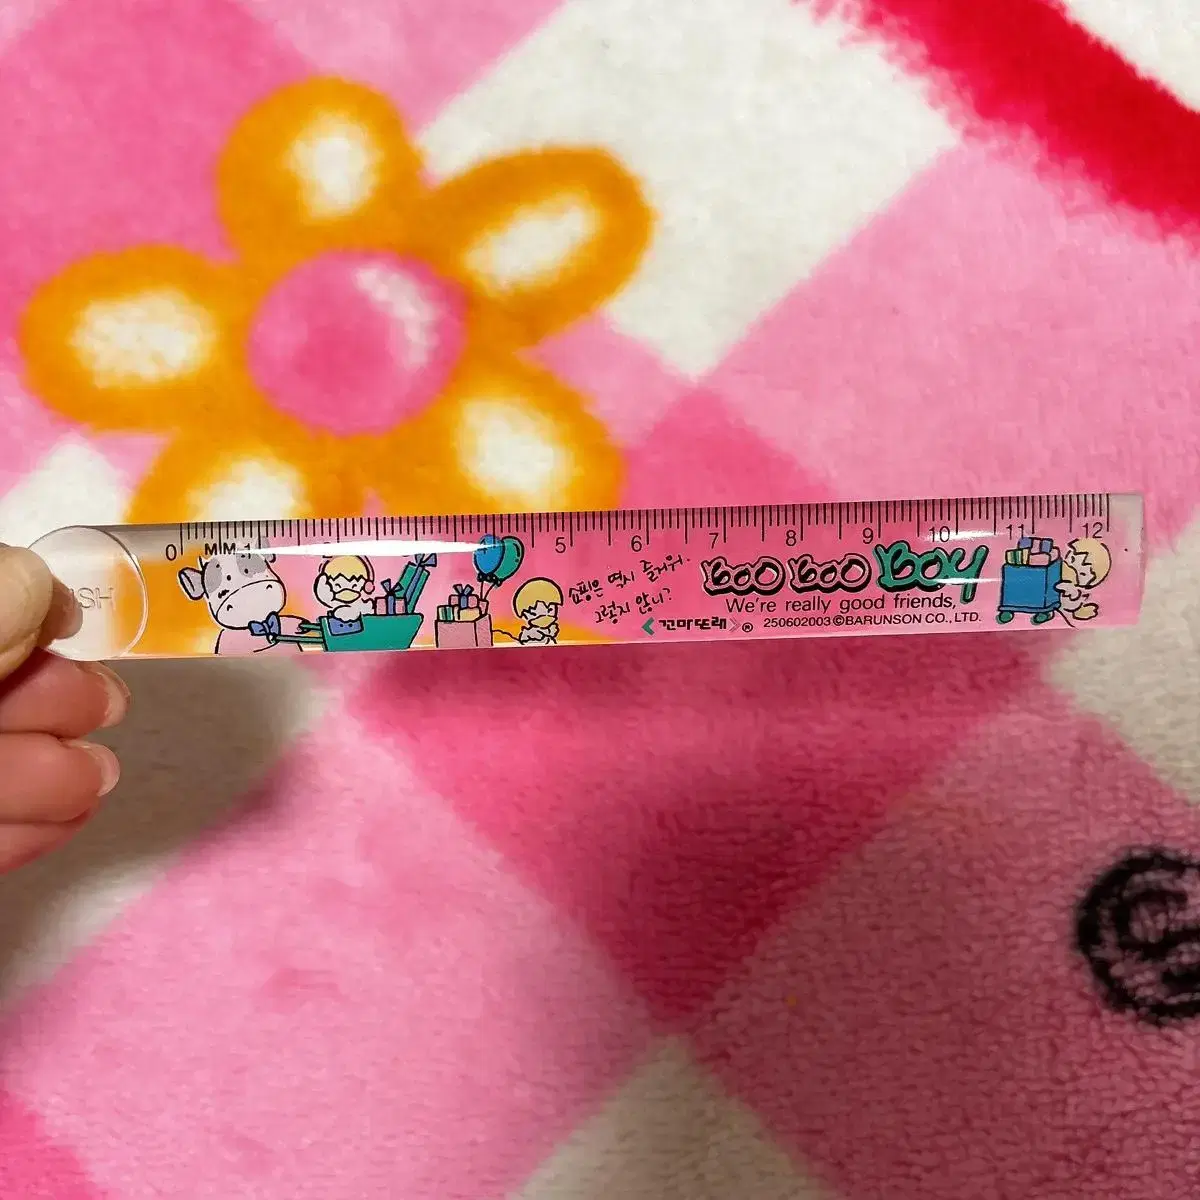 0 MM 1 5 6 7 8 9 10 11 12
쇼핑은 역시 즐거워.
그렇지 않니?
꼬마또래®
BOO BOO BOY
We're really good friends,
250602003©BARUNSON CO., LTD.